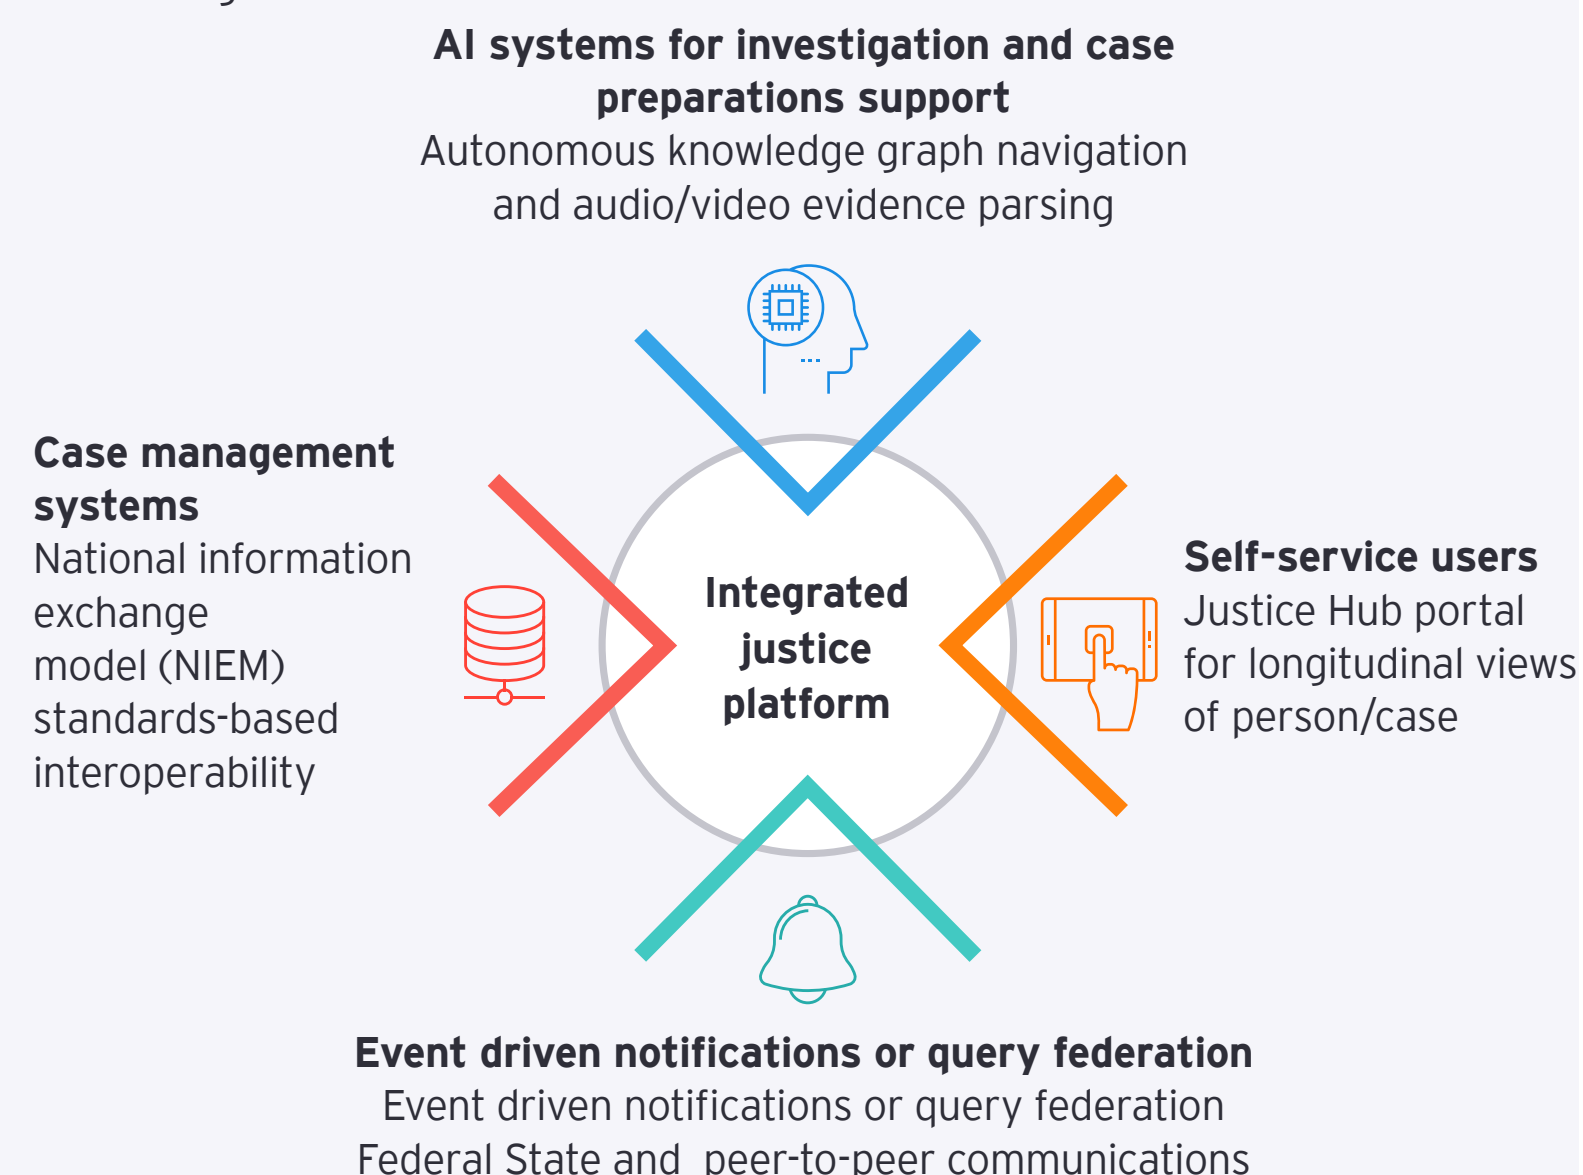 AI systems for investigation and case
preparations support
Autonomous knowledge graph navigation
and audio/video evidence parsing
Case management
systems
National information
exchange
model (NIEM)
standards-based
interoperability
Integrated
justice
platform
Self-service users
Justice Hub portal
for longitudinal views
of person/case
Event driven notifications or query federation
Event driven notifications or query federation
Federal State and  peer-to-peer communications